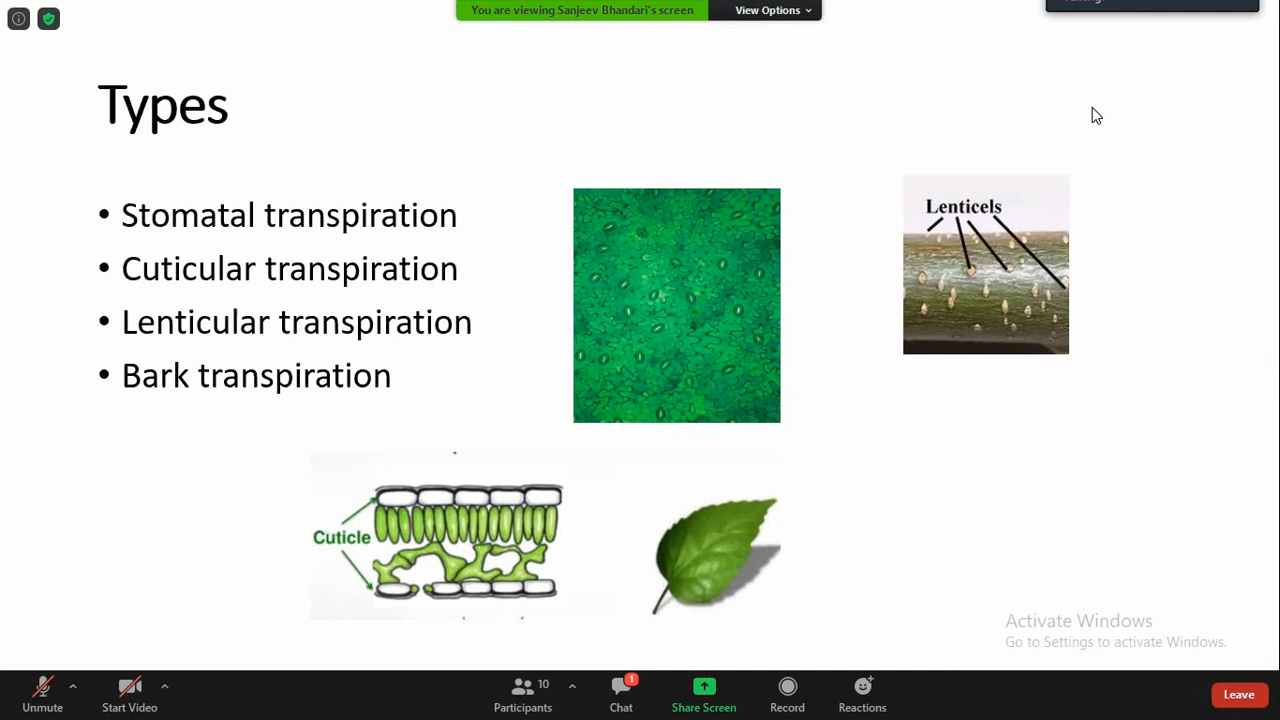 You are viewing Sanjeev Bhandari's screen
View Options
Types
• Stomatal transpiration
• Cuticular transpiration
• Lenticular transpiration
• Bark transpiration
Lenticels
Cuticle
Activate Windows
Go to Settings to activate Windows.
Unmute
Start Video
10
Participants
1
Chat
Share Screen
Record
Reactions
Leave